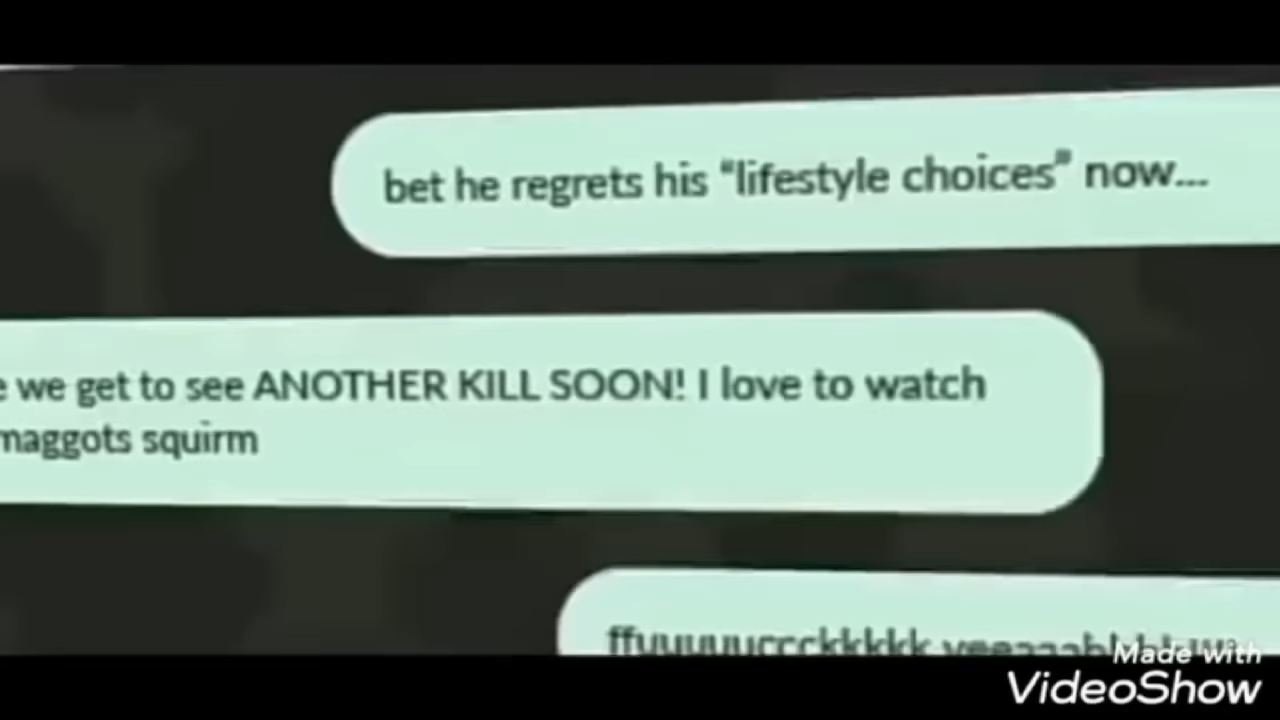 bet he regrets his “lifestyle choices” now...
e we get to see ANOTHER KILL SOON! I love to watch
maggots squirm
Made with
VideoShow